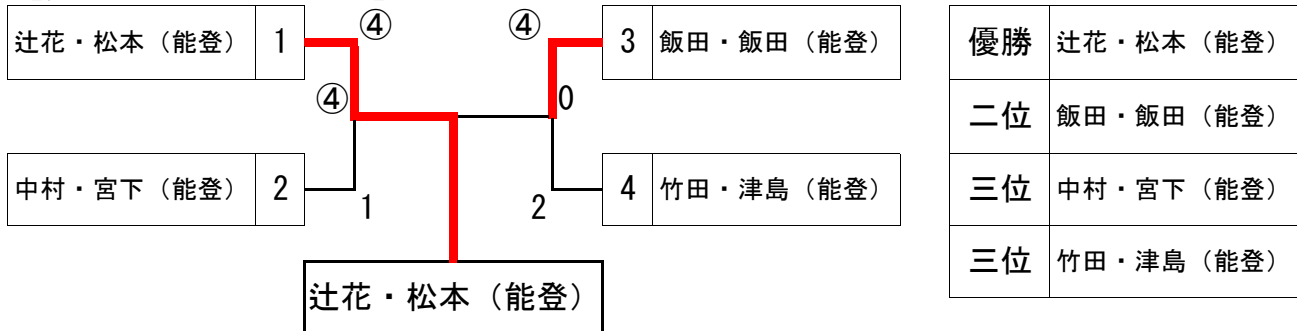 辻花・松本（能登） 1 ④ ④ 3 飯田・飯田（能登）
④ 0
中村・宮下（能登） 2 1 2 4 竹田・津島（能登）
辻花・松本（能登）
優勝 辻花・松本（能登）
二位 飯田・飯田（能登）
三位 中村・宮下（能登）
三位 竹田・津島（能登）